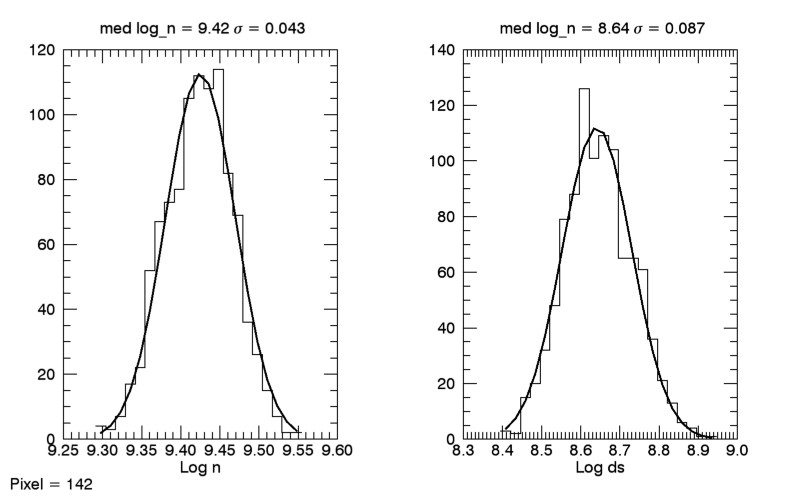 med log_n = 9.42 σ = 0.043
120
100
80
60
40
20
0
9.25 9.30 9.35 9.40 9.45 9.50 9.55 9.60
Log n
med log_n = 8.64 σ = 0.087
140
120
100
80
60
40
20
0
8.3 8.4 8.5 8.6 8.7 8.8 8.9 9.0
Log ds
Pixel = 142